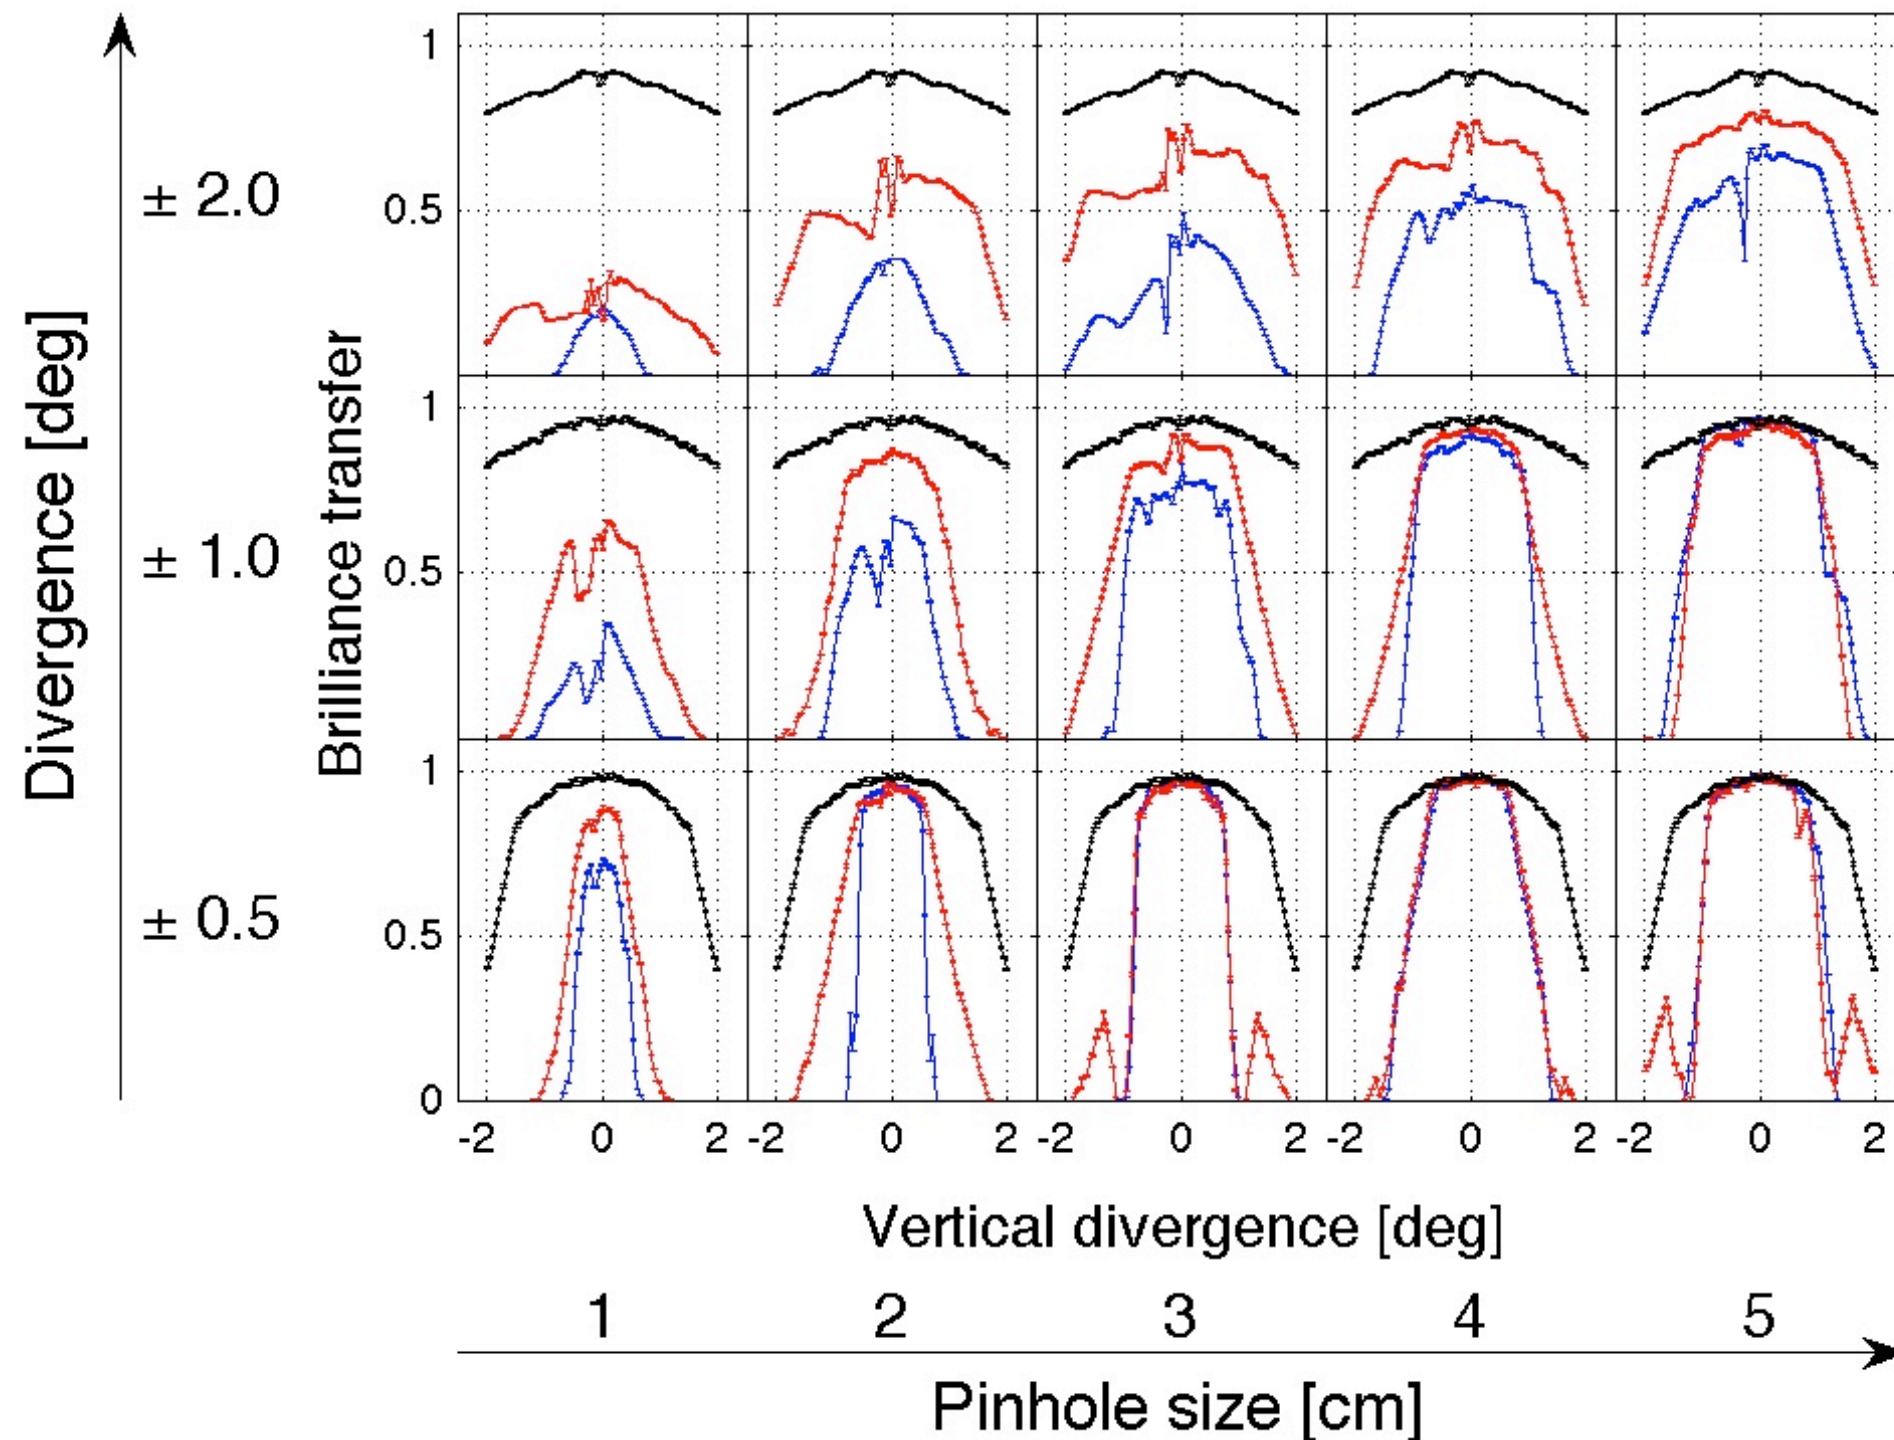 Divergence [deg]
± 2.0
± 1.0
± 0.5
Brilliance transfer
1
0.5
1
0.5
1
0.5
0
-2 0 2 -2 0 2 -2 0 2 -2 0 2 -2 0 2
Vertical divergence [deg]
1 2 3 4 5
Pinhole size [cm]